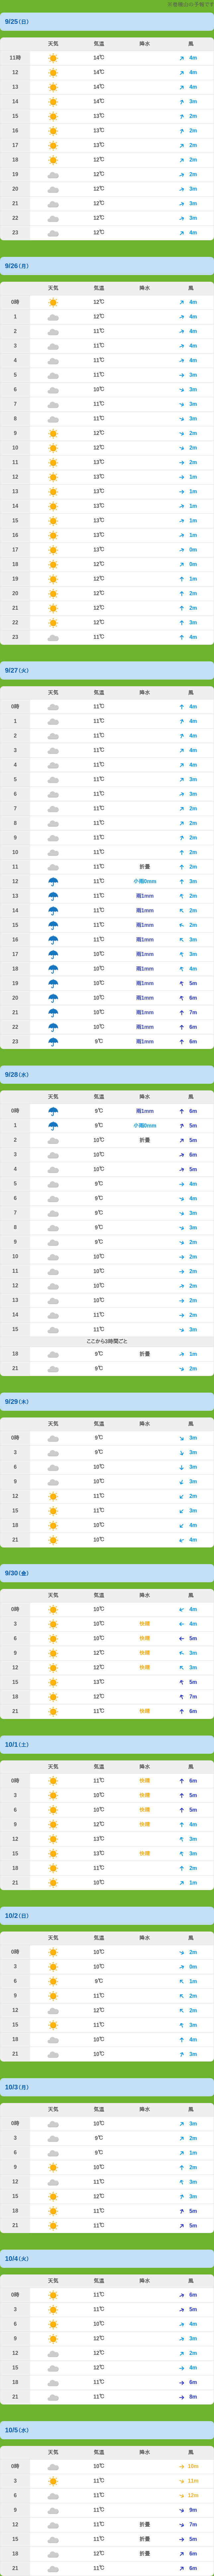 9/25(日)
天気 気温 降水 風
11時 14℃ 4m
12 14℃ 4m
13 14℃ 4m
14 14℃ 3m
15 13℃ 2m
16 13℃ 2m
17 13℃ 2m
18 12℃ 2m
19 12℃ 2m
20 12℃ 3m
21 12℃ 3m
22 12℃ 3m
23 12℃ 4m
9/26(月)
天気 気温 降水 風
0時 12℃ 4m
1 12℃ 4m
2 11℃ 4m
3 11℃ 4m
4 11℃ 4m
5 11℃ 3m
6 10℃ 3m
7 11℃ 3m
8 11℃ 3m
9 12℃ 2m
10 12℃ 2m
11 13℃ 2m
12 13℃ 1m
13 13℃ 1m
14 13℃ 1m
15 13℃ 1m
16 13℃ 1m
17 13℃ 0m
18 12℃ 0m
19 12℃ 1m
20 12℃ 2m
21 12℃ 2m
22 12℃ 3m
23 11℃ 4m
9/27(火)
天気 気温 降水 風
0時 11℃ 4m
1 11℃ 4m
2 11℃ 4m
3 11℃ 4m
4 11℃ 4m
5 11℃ 3m
6 11℃ 3m
7 11℃ 2m
8 11℃ 2m
9 11℃ 2m
10 11℃ 2m
11 11℃ 折畳 2m
12 11℃ 小雨0mm 3m
13 11℃ 雨1mm 2m
14 11℃ 雨1mm 2m
15 11℃ 雨1mm 2m
16 11℃ 雨1mm 3m
17 10℃ 雨1mm 3m
18 10℃ 雨1mm 4m
19 10℃ 雨1mm 5m
20 10℃ 雨1mm 6m
21 10℃ 雨1mm 7m
22 10℃ 雨1mm 6m
23 9℃ 雨1mm 6m
9/28(水)
天気 気温 降水 風
0時 9℃ 雨1mm 6m
1 9℃ 小雨0mm 5m
2 10℃ 折畳 5m
3 10℃ 6m
4 10℃ 5m
5 9℃ 4m
6 9℃ 4m
7 9℃ 3m
8 9℃ 3m
9 9℃ 2m
10 10℃ 2m
11 10℃ 2m
12 10℃ 2m
13 10℃ 2m
14 11℃ 2m
15 11℃ 3m
ここから3時間ごと
18 9℃ 折畳 1m
21 9℃ 2m
9/29(木)
天気 気温 降水 風
0時 9℃ 3m
3 9℃ 3m
6 10℃ 3m
9 10℃ 3m
12 11℃ 2m
15 11℃ 3m
18 10℃ 4m
21 10℃ 4m
9/30(金)
天気 気温 降水 風
0時 10℃ 4m
3 10℃ 快晴 4m
6 10℃ 快晴 5m
9 12℃ 快晴 3m
12 12℃ 快晴 3m
15 13℃ 5m
18 12℃ 7m
21 11℃ 快晴 6m
10/1(土)
天気 気温 降水 風
0時 11℃ 快晴 6m
3 10℃ 快晴 5m
6 10℃ 快晴 5m
9 12℃ 快晴 4m
12 13℃ 3m
15 13℃ 快晴 3m
18 11℃ 2m
21 10℃ 1m
10/2(日)
天気 気温 降水 風
0時 10℃ 2m
3 10℃ 0m
6 9℃ 1m
9 11℃ 2m
12 12℃ 2m
15 11℃ 3m
18 10℃ 4m
21 10℃ 3m
10/3(月)
天気 気温 降水 風
0時 10℃ 3m
3 9℃ 2m
6 9℃ 1m
9 10℃ 2m
12 11℃ 3m
15 12℃ 3m
18 11℃ 5m
21 11℃ 5m
10/4(火)
天気 気温 降水 風
0時 11℃ 6m
3 11℃ 5m
6 10℃ 4m
9 12℃ 3m
12 12℃ 2m
15 12℃ 4m
18 11℃ 6m
21 11℃ 8m
10/5(水)
天気 気温 降水 風
0時 10℃ 10m
3 11℃ 11m
6 11℃ 12m
9 11℃ 9m
12 11℃ 折畳 7m
15 11℃ 折畳 5m
18 12℃ 折畳 6m
21 11℃ 6m